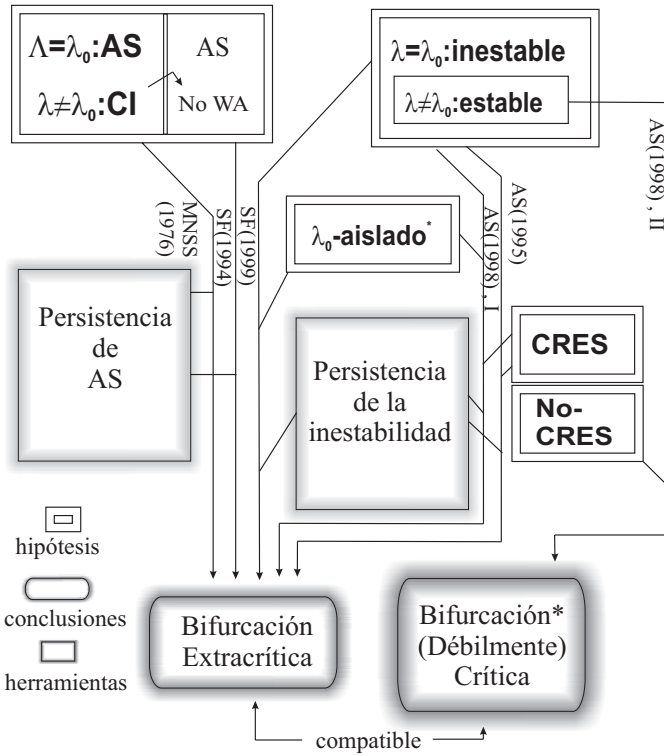 Λ=λ₀:AS
AS
λ≠λ₀:CI
No WA
λ=λ₀:inestable
λ≠λ₀:estable
AS(1998) , II
MNSS
(1976)
SF(1994)
SF(1999)
λ₀-aislado*
AS(1998) , I
AS(1995)
Persistencia
de
AS
Persistencia
de la
inestabilidad
CRES
No-
CRES
hipótesis
conclusiones
herramientas
Bifurcación
Extracrítica
Bifurcación*
(Débilmente)
Crítica
compatible